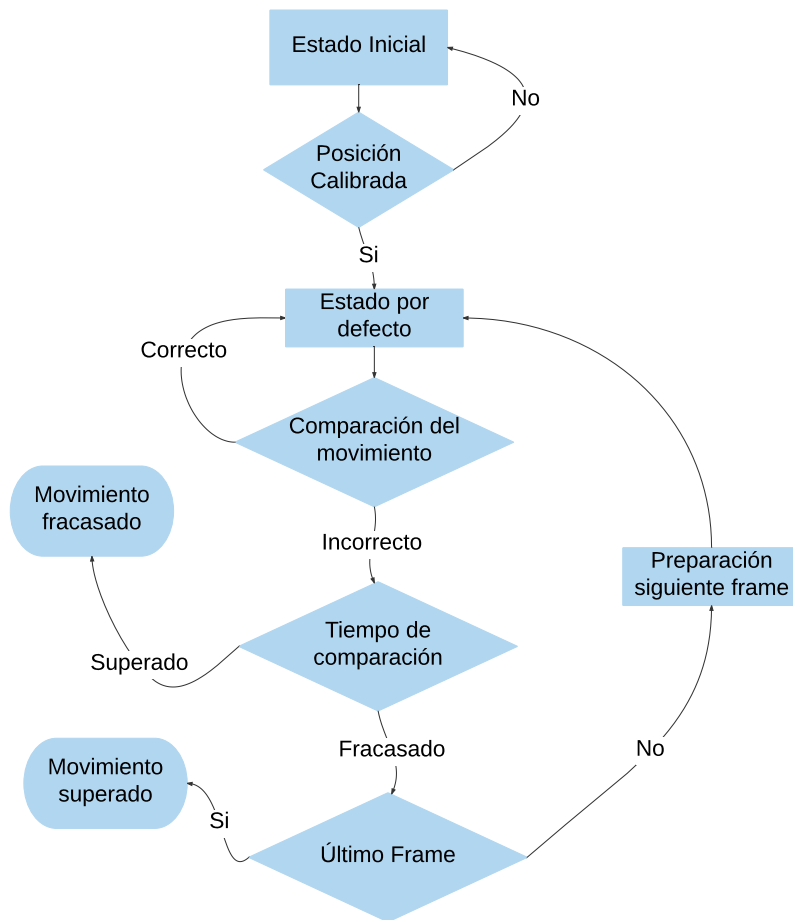 Estado Inicial
No
Posición
Calibrada
Si
Estado por
defecto
Correcto
Comparación del
movimiento
Movimiento
fracasado
Incorrecto
Preparación
siguiente frame
Tiempo de
comparación
Superado
Fracasado
No
Movimiento
superado
Si
Último Frame